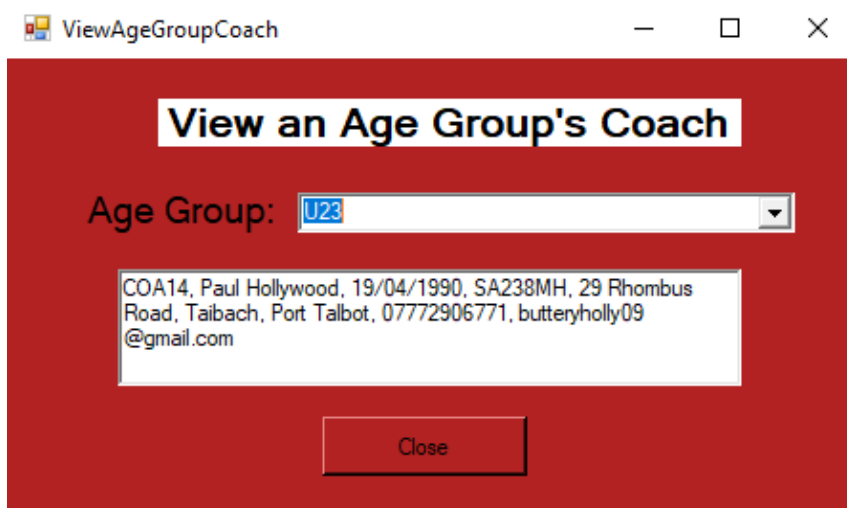 ViewAgeGroupCoach
View an Age Group's Coach
Age Group: U23
COA14, Paul Hollywood, 19/04/1990, SA238MH, 29 Rhombus
Road, Taibach, Port Talbot, 07772906771, butteryholly09
@gmail.com
Close